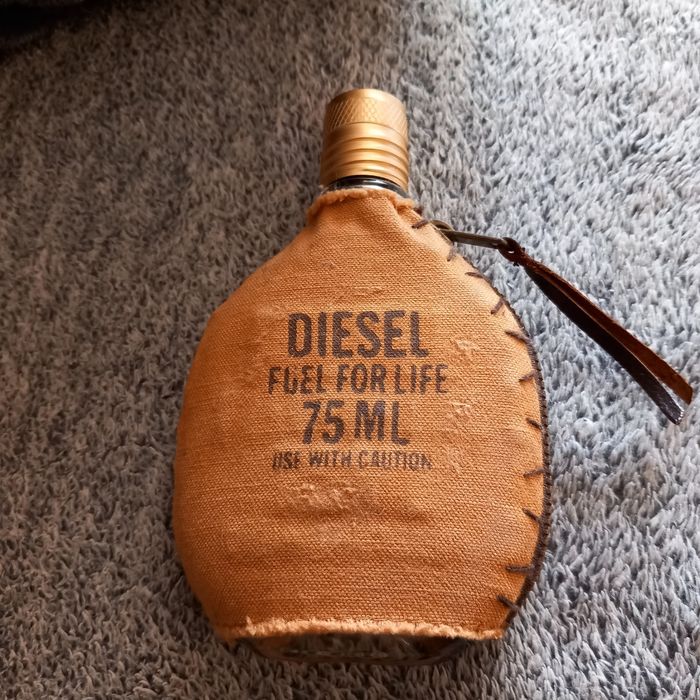 DIESEL
FUEL FOR LIFE
75 ML
USE WITH CAUTION